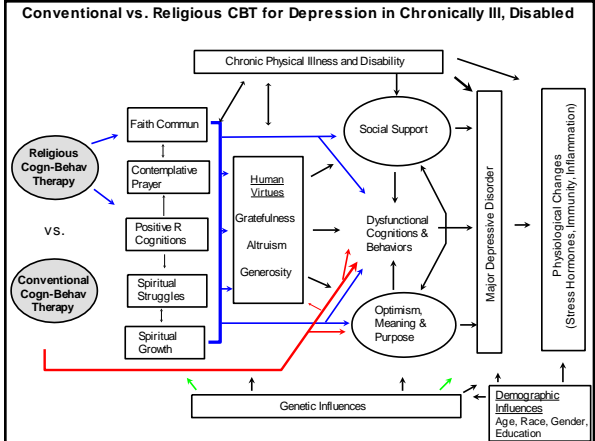 Conventional vs. Religious CBT for Depression in Chronically Ill, Disabled
Chronic Physical Illness and Disability
Faith Commun
Social Support
Religious
Cogn-Behav
Therapy
Contemplative
Prayer
Human
Virtues
Gratefulness
Altruism
Generosity
vs.
Positive R
Cognitions
Dysfunctional
Cognitions &
Behaviors
Major Depressive Disorder
Physiological Changes
(Stress Hormones, Immunity, Inflammation)
Conventional
Cogn-Behav
Therapy
Spiritual
Struggles
Optimism,
Meaning &
Purpose
Spiritual
Growth
Genetic Influences
Demographic
Influences
Age, Race, Gender,
Education